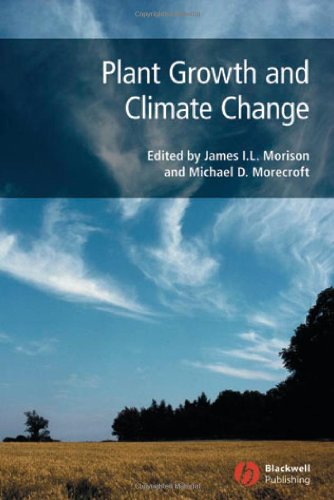 Plant Growth and
Climate Change
Edited by James I.L. Morison
and Michael D. Morecroft
Blackwell
Publishing